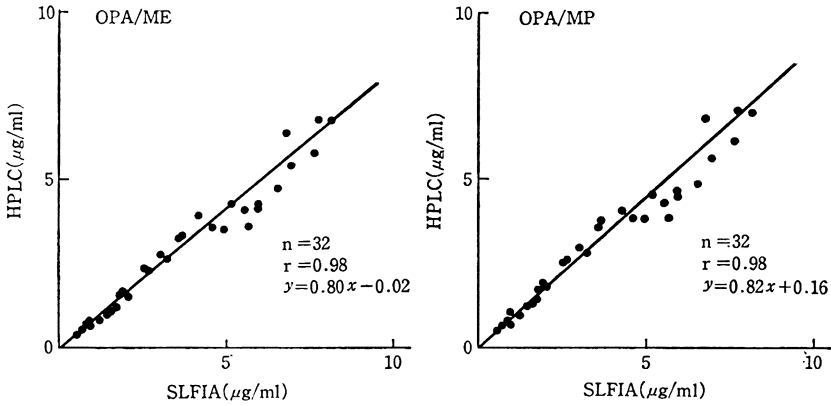 OPA/ME
10
5
0
HPLC(μg/ml)
n=32
r=0.98
y=0.80x−0.02
5
10
SLFIA(μg/ml)
OPA/MP
10
5
0
HPLC(μg/ml)
n=32
r=0.98
y=0.82x+0.16
5
10
SLFIA(μg/ml)